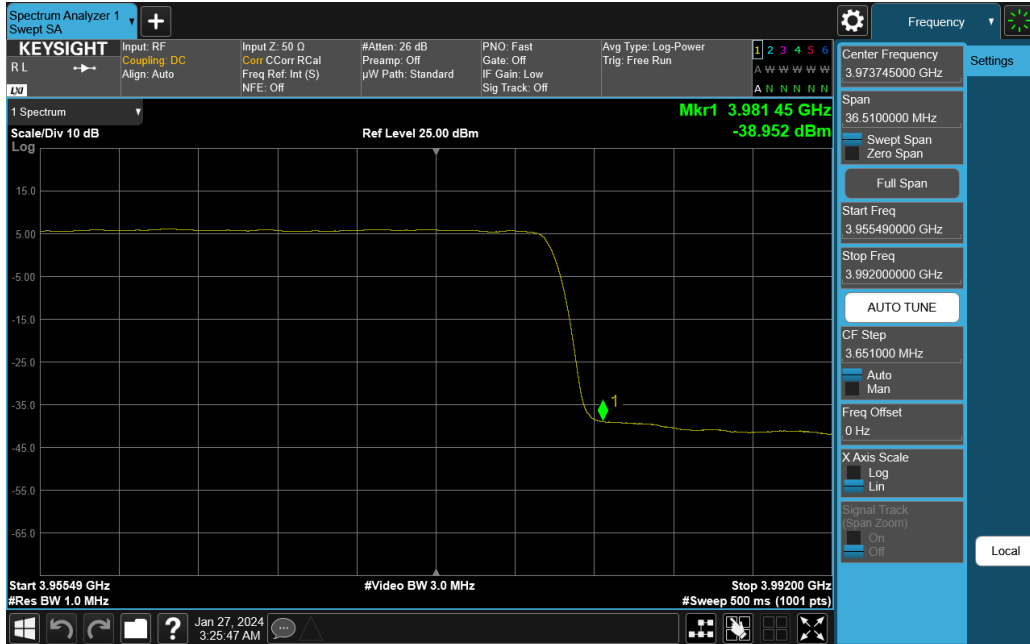 Spectrum Analyzer 1
Swept SA
Frequency
KEYSIGHT
R L
LXI
Input: RF
Coupling: DC
Align: Auto
Input Z: 50 Ω
Corr CCorr RCal
Freq Ref: Int (S)
NFE: Off
#Atten: 26 dB
Preamp: Off
µW Path: Standard
PNO: Fast
Gate: Off
IF Gain: Low
Sig Track: Off
Avg Type: Log-Power
Trig: Free Run
1 2 3 4 5 6
A W W W W W
A N N N N N
1 Spectrum
Scale/Div 10 dB
Log
Ref Level 25.00 dBm
Mkr1 3.981 45 GHz
-38.952 dBm
15.0
5.00
-5.00
-15.0
-25.0
-35.0
-45.0
-55.0
-65.0
1
Start 3.95549 GHz
#Res BW 1.0 MHz
#Video BW 3.0 MHz
Stop 3.99200 GHz
#Sweep 500 ms (1001 pts)
Center Frequency
3.973745000 GHz
Span
36.5100000 MHz
Swept Span
Zero Span
Full Span
Start Freq
3.955490000 GHz
Stop Freq
3.992000000 GHz
AUTO TUNE
CF Step
3.651000 MHz
Auto
Man
Freq Offset
0 Hz
X Axis Scale
Log
Lin
Signal Track
(Span Zoom)
On
Off
Settings
Local
?
Jan 27, 2024
3:25:47 AM